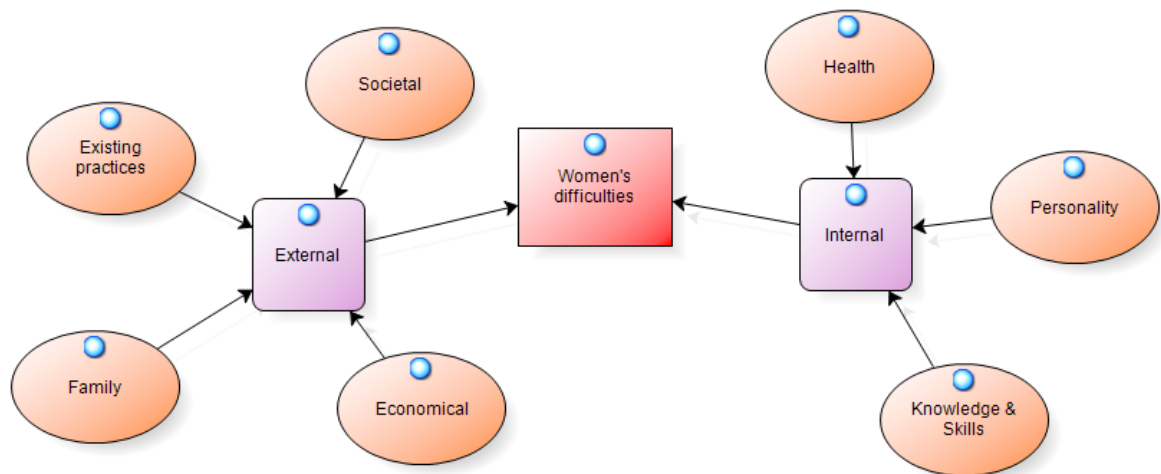 Societal
Health
Existing
practices
Women's
difficulties
Personality
External
Internal
Family
Economical
Knowledge &
Skills